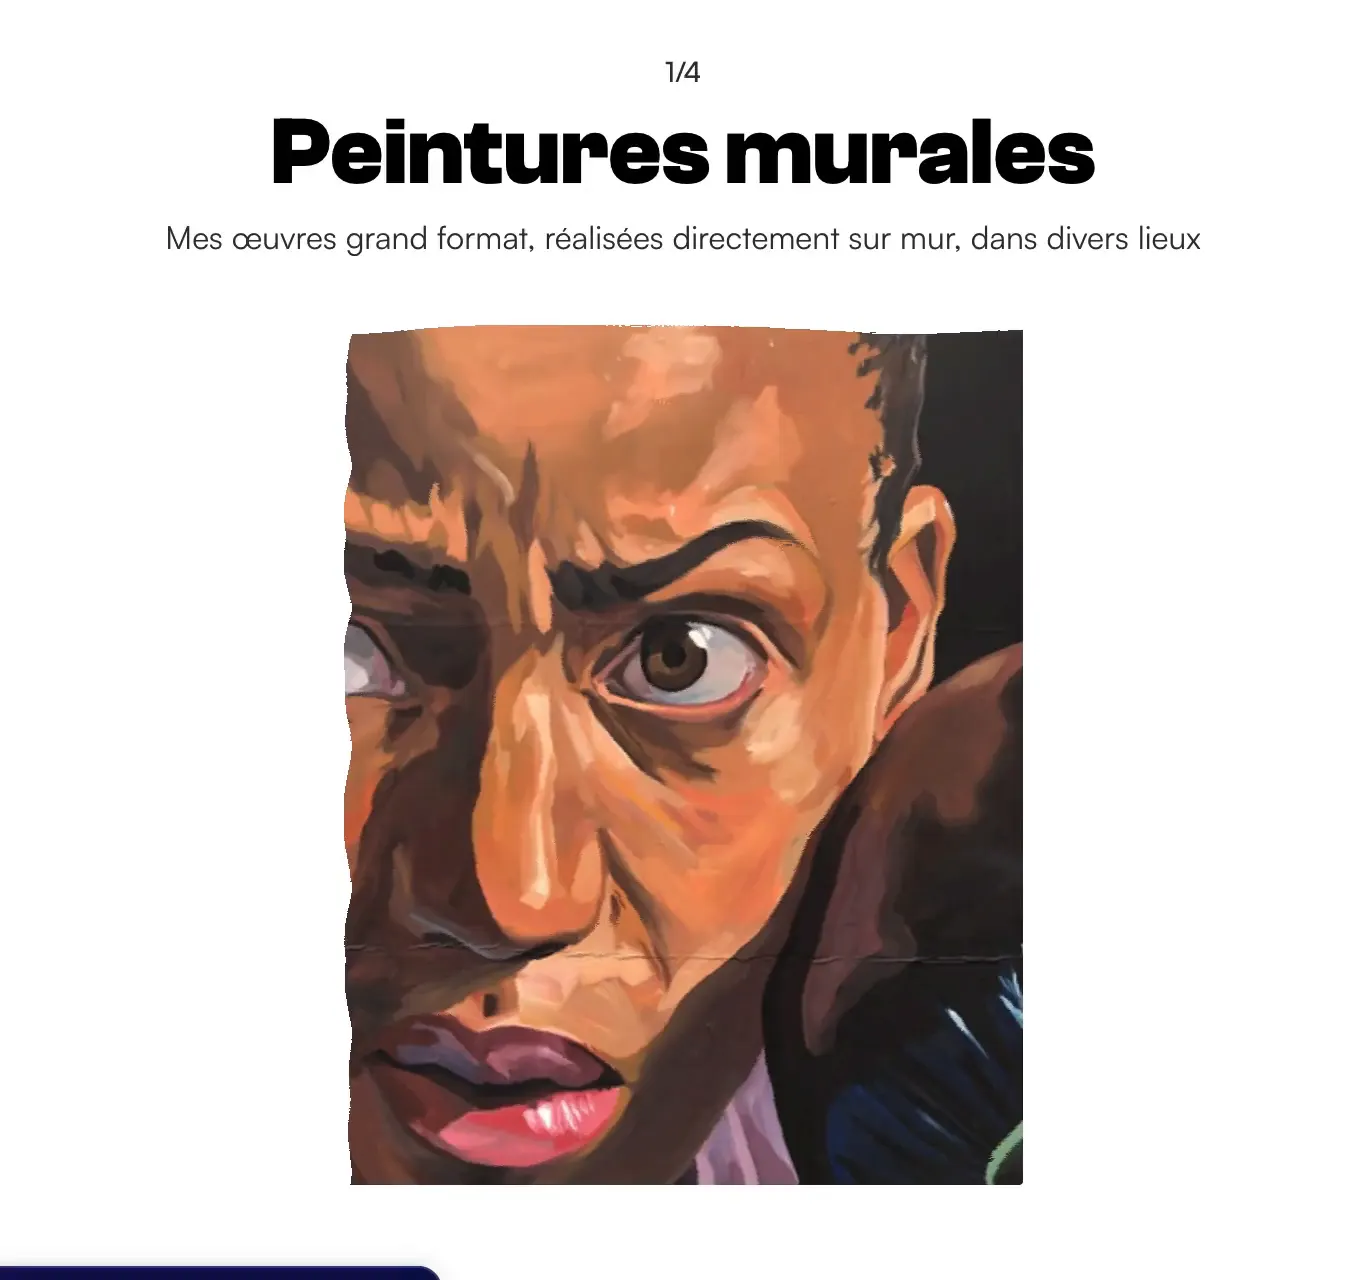 1/4
Peintures murales
Mes œuvres grand format, réalisées directement sur mur, dans divers lieux